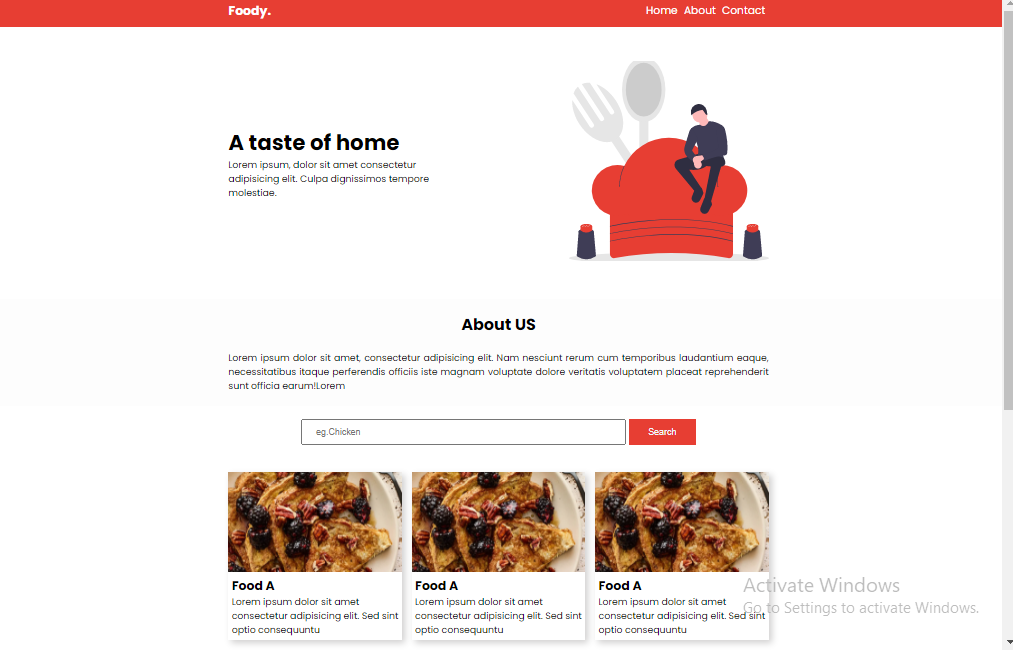 Foody.
Home About Contact
A taste of home
Lorem ipsum, dolor sit amet consectetur
adipisicing elit. Culpa dignissimos tempore
molestiae.
About US
Lorem ipsum dolor sit amet, consectetur adipisicing elit. Nam nesciunt rerum cum temporibus laudantium eaque,
necessitatibus itaque perferendis officiis iste magnam voluptate dolore veritatis voluptatem placeat reprehenderit
sunt officia earum!Lorem
eg.Chicken
Search
Food A
Lorem ipsum dolor sit amet
consectetur adipisicing elit. Sed sint
optio consequuntu
Food A
Lorem ipsum dolor sit amet
consectetur adipisicing elit. Sed sint
optio consequuntu
Food A
Lorem ipsum dolor sit amet
consectetur adipisicing elit. Sed sint
optio consequuntu
Activate Windows
Go to Settings to activate Windows.